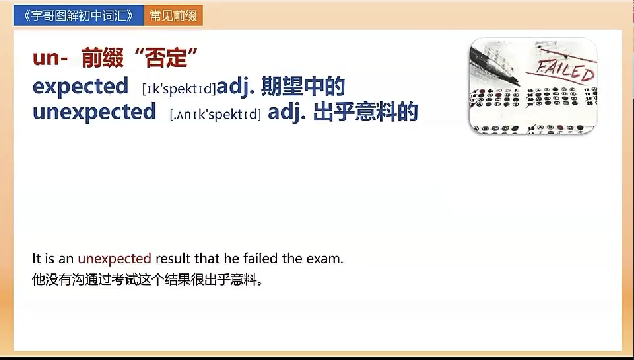 《宇哥图解初中词汇》 常见前缀
un- 前缀“否定”
expected [ɪk'spektɪd]adj. 期望中的
unexpected [.ʌnɪk'spektɪd] adj. 出乎意料的
FAILED
It is an unexpected result that he failed the exam.
他没有沟通过考试这个结果很出乎意料。